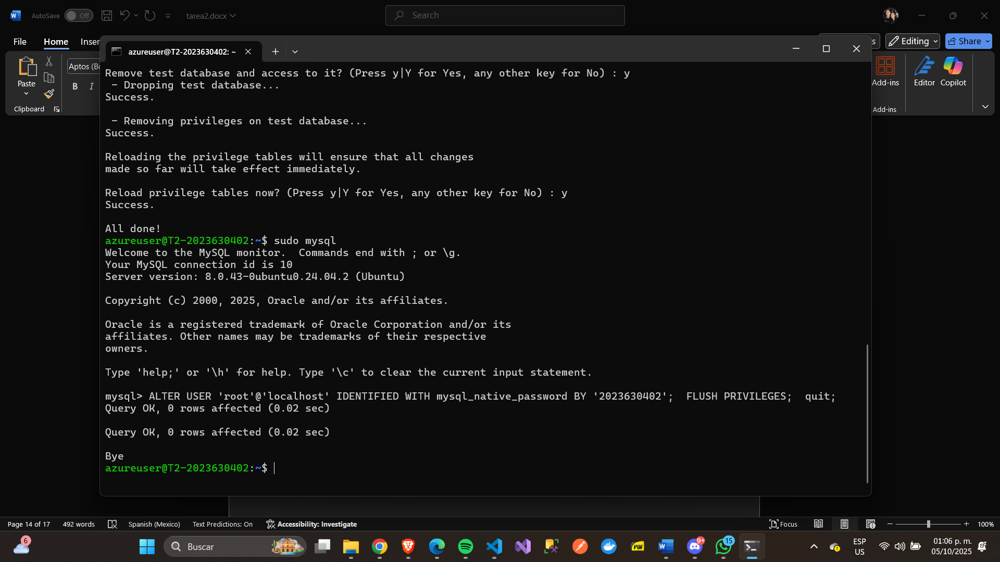 AutoSave Off tarea2.docx Search
File Home Inser s Editing Share
azureuser@T2-2023630402: ~
Paste
Clipboard
Aptos (Bo
B I
Add-ins Editor Copilot
Add-ins
Remove test database and access to it? (Press y|Y for Yes, any other key for No) : y
- Dropping test database...
Success.
- Removing privileges on test database...
Success.
Reloading the privilege tables will ensure that all changes
made so far will take effect immediately.
Reload privilege tables now? (Press y|Y for Yes, any other key for No) : y
Success.
All done!
azureuser@T2-2023630402:~$ sudo mysql
Welcome to the MySQL monitor.  Commands end with ; or \g.
Your MySQL connection id is 10
Server version: 8.0.43-0ubuntu0.24.04.2 (Ubuntu)
Copyright (c) 2000, 2025, Oracle and/or its affiliates.
Oracle is a registered trademark of Oracle Corporation and/or its
affiliates. Other names may be trademarks of their respective
owners.
Type 'help;' or '\h' for help. Type '\c' to clear the current input statement.
mysql> ALTER USER 'root'@'localhost' IDENTIFIED WITH mysql_native_password BY '2023630402';  FLUSH PRIVILEGES;  quit;
Query OK, 0 rows affected (0.02 sec)
Query OK, 0 rows affected (0.02 sec)
Bye
azureuser@T2-2023630402:~$
Page 14 of 17 492 words Spanish (Mexico) Text Predictions: On Accessibility: Investigate Focus 100%
6 Buscar PDF 9+ 15 ESP US 01:06 p. m.
05/10/2025